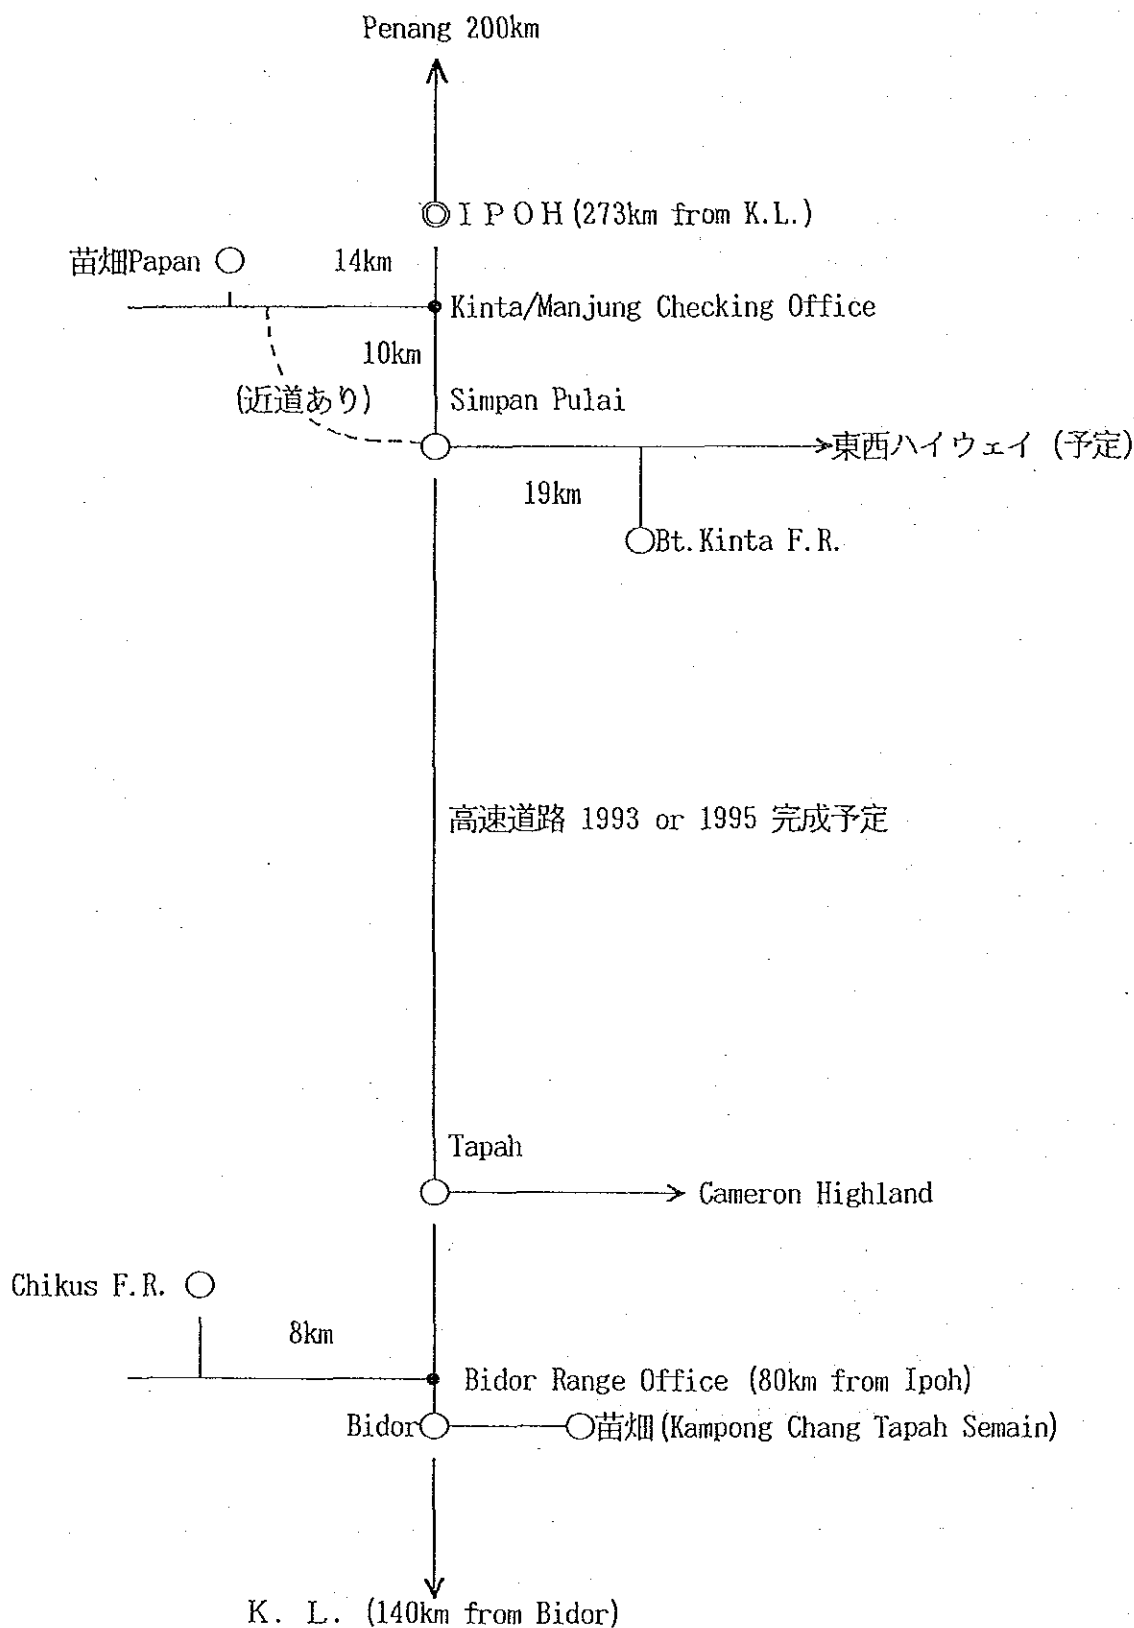 Penang 200km
ＩＰＯＨ(273km from K.L.)
苗畑Papan
14km
Kinta/Manjung Checking Office
10km
(近道あり)
Simpan Pulai
東西ハイウェイ (予定)
19km
Bt.Kinta F.R.
高速道路 1993 or 1995 完成予定
Tapah
Cameron Highland
Chikus F.R.
8km
Bidor Range Office (80km from Ipoh)
Bidor
苗畑(Kampong Chang Tapah Semain)
Ｋ．Ｌ．(140km from Bidor)